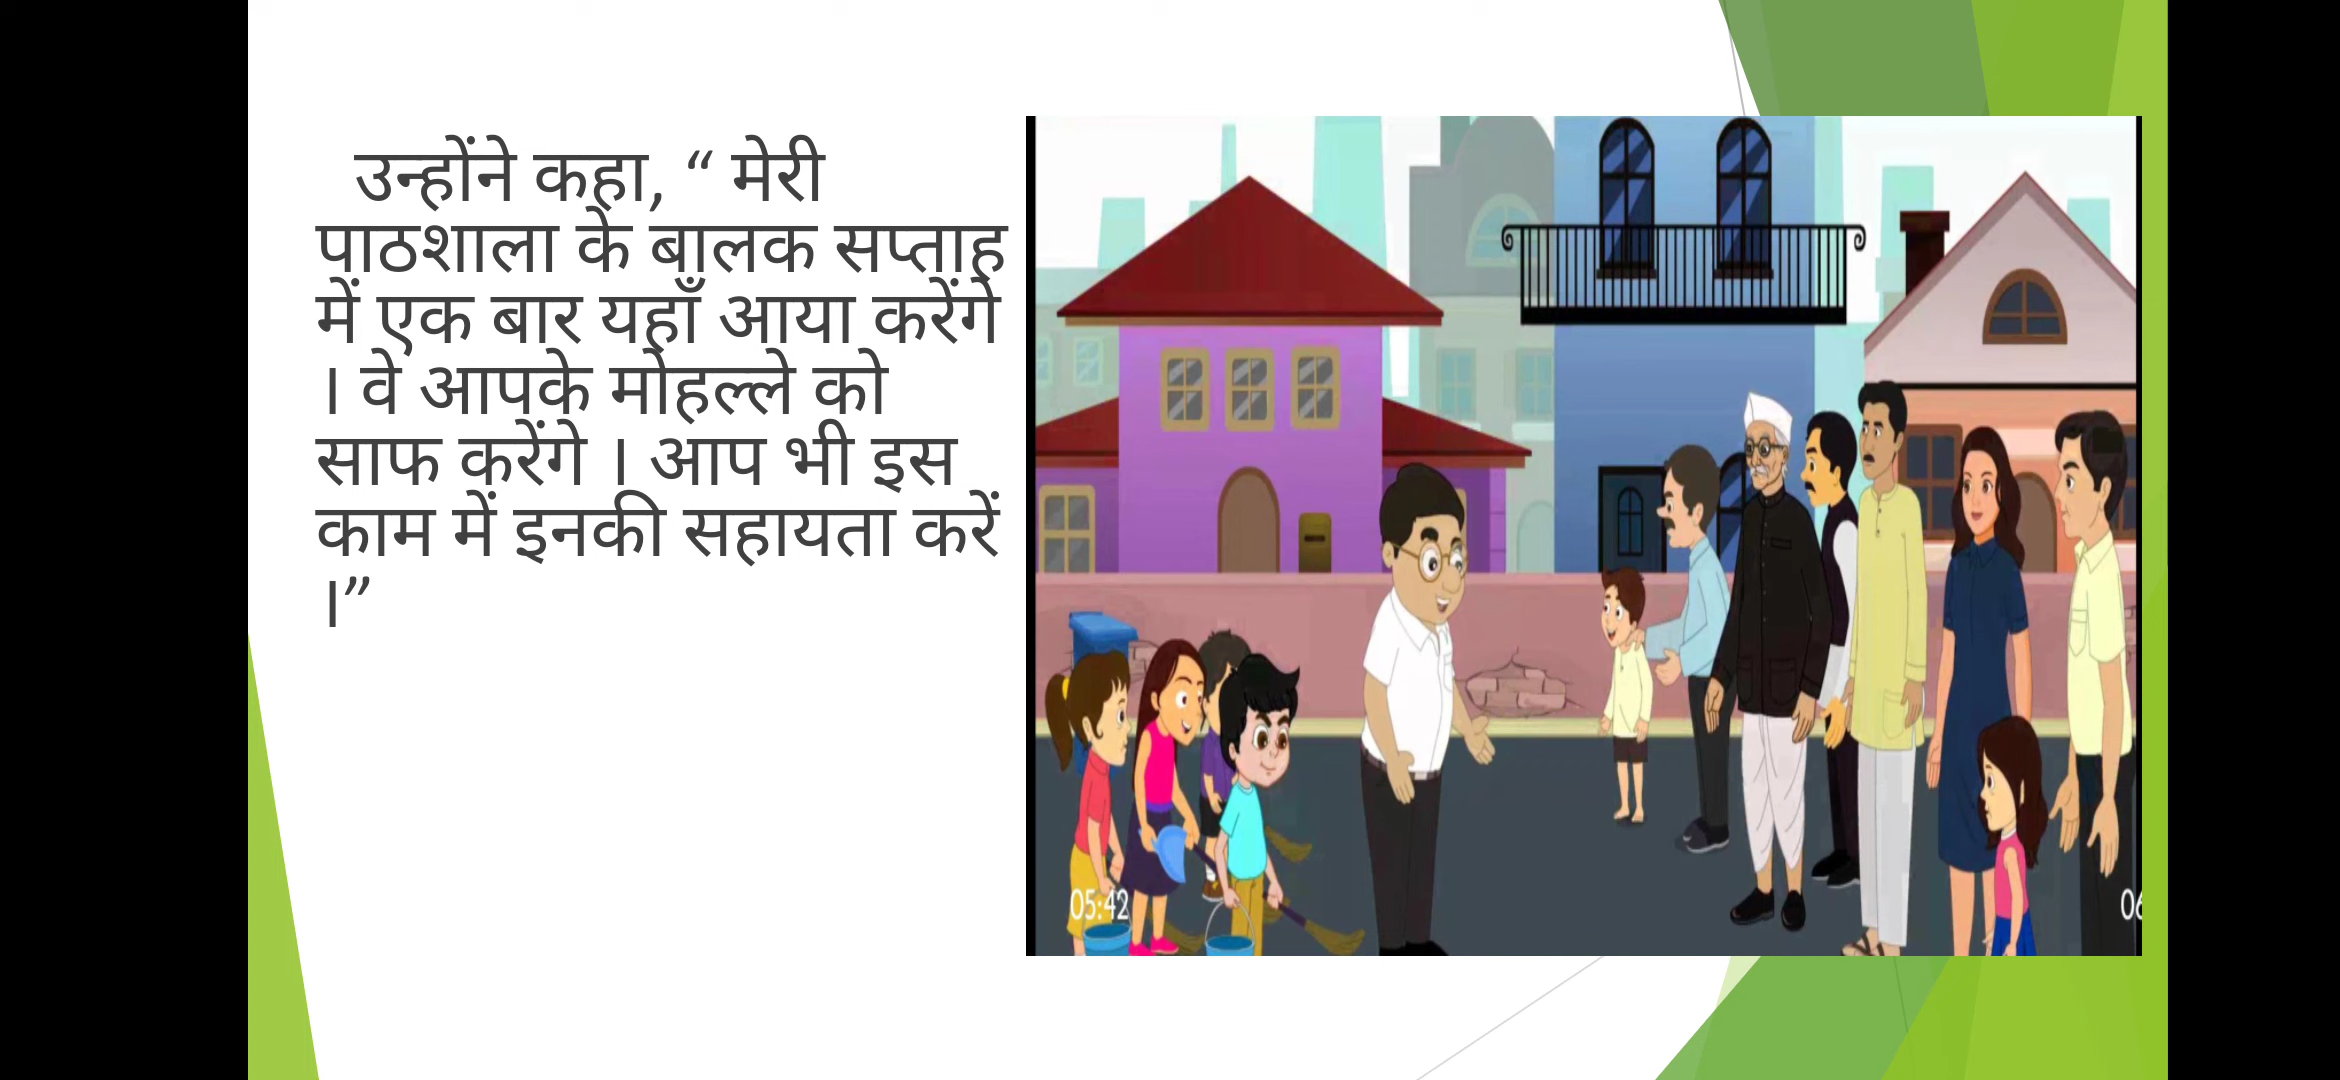 उन्होंने कहा, “ मेरी
पाठशाला के बालक सप्ताह
में एक बार यहाँ आया करेंगे
। वे आपके मोहल्ले को
साफ करेंगे । आप भी इस
काम में इनकी सहायता करें
।”
05:42
06